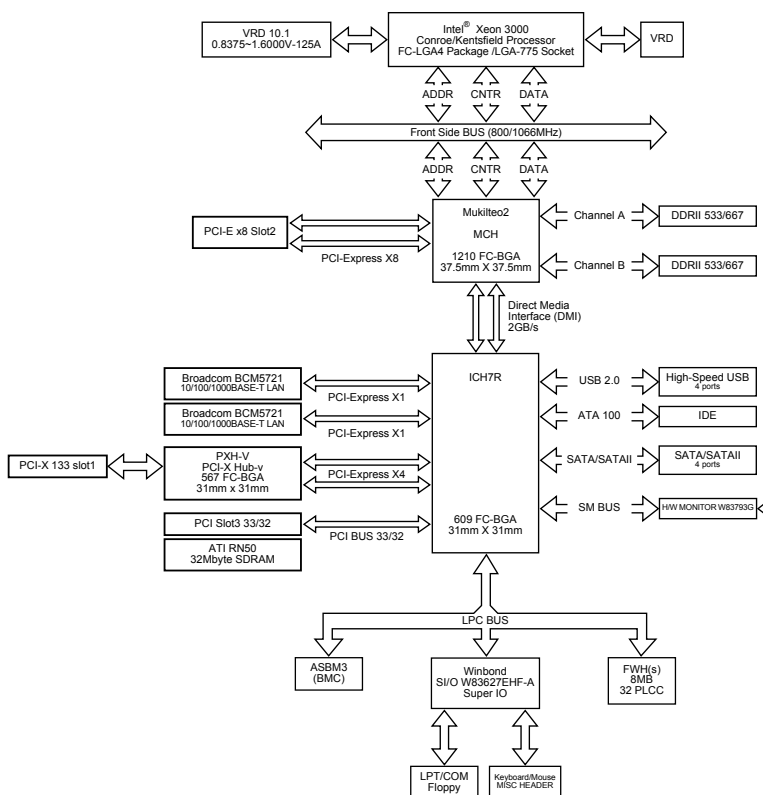 VRD 10.1
0.8375~1.6000V-125A
Intel® Xeon 3000
Conroe/Kentsfield Processor
FC-LGA4 Package /LGA-775 Socket
VRD
ADDR
CNTR
DATA
Front Side BUS (800/1066MHz)
ADDR
CNTR
DATA
PCI-E x8 Slot2
PCI-Express X8
Mukilteo2
MCH
1210 FC-BGA
37.5mm X 37.5mm
Channel A
DDRII 533/667
Channel B
DDRII 533/667
Direct Media
Interface (DMI)
2GB/s
Broadcom BCM5721
10/100/1000BASE-T LAN
PCI-Express X1
Broadcom BCM5721
10/100/1000BASE-T LAN
PCI-Express X1
PCI-X 133 slot1
PXH-V
PCI-X Hub-v
567 FC-BGA
31mm x 31mm
PCI-Express X4
PCI Slot3 33/32
PCI BUS 33/32
ATI RN50
32Mbyte SDRAM
ICH7R
609 FC-BGA
31mm X 31mm
USB 2.0
High-Speed USB
4 ports
ATA 100
IDE
SATA/SATAII
SATA/SATAII
4 ports
SM BUS
H/W MONITOR W83793G
LPC BUS
ASBM3
(BMC)
Winbond
SI/O W83627EHF-A
Super IO
FWH(s)
8MB
32 PLCC
LPT/COM
Floppy
Keyboard/Mouse
MISC HEADER